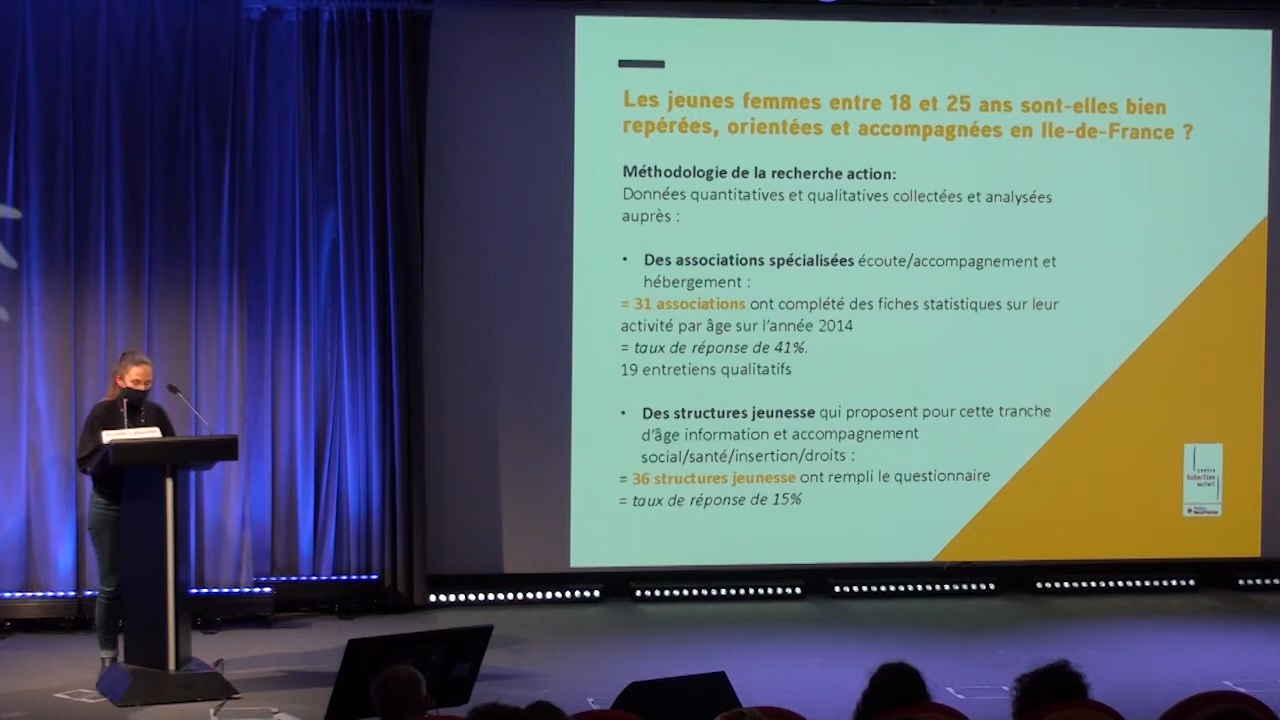 Les jeunes femmes entre 18 et 25 ans sont-elles bien
repérées, orientées et accompagnées en Ile-de-France ?
Méthodologie de la recherche action:
Données quantitatives et qualitatives collectées et analysées
auprès :
• Des associations spécialisées écoute/accompagnement et
hébergement :
= 31 associations ont complété des fiches statistiques sur leur
activité par âge sur l'année 2014
= taux de réponse de 41%.
19 entretiens qualitatifs
• Des structures jeunesse qui proposent pour cette tranche
d'âge information et accompagnement
social/santé/insertion/droits :
= 36 structures jeunesse ont rempli le questionnaire
= taux de réponse de 15%
centre
hubertine
auclert